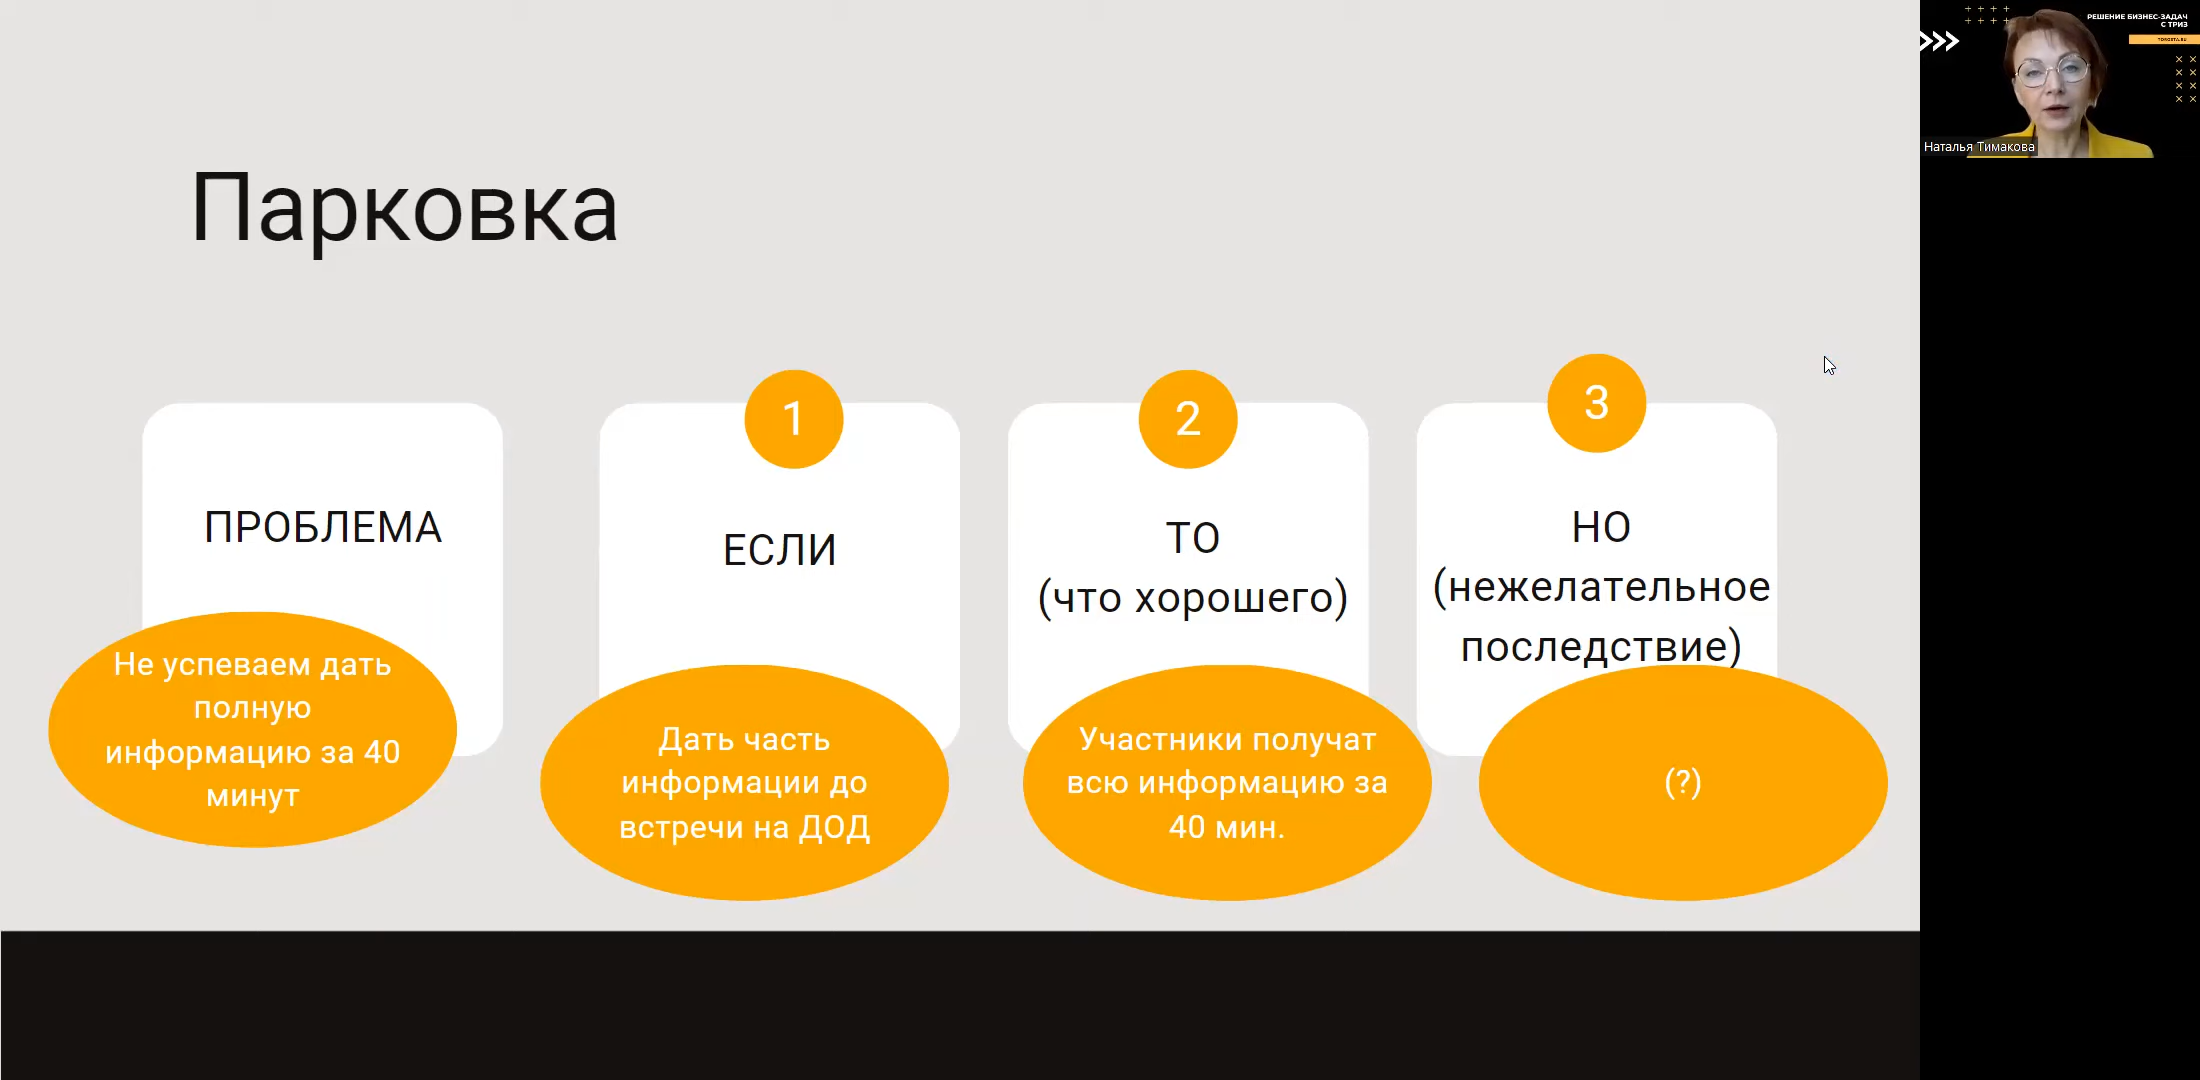 Парковка
ПРОБЛЕМА
Не успеваем дать
полную
информацию за 40
минут
1
ЕСЛИ
Дать часть
информации до
встречи на ДОД
2
ТО
(что хорошего)
Участники получат
всю информацию за
40 мин.
3
НО
(нежелательное
последствие)
(?)
РЕШЕНИЕ БИЗНЕС-ЗАДАЧ
С ТРИЗ
Наталья Тимакова